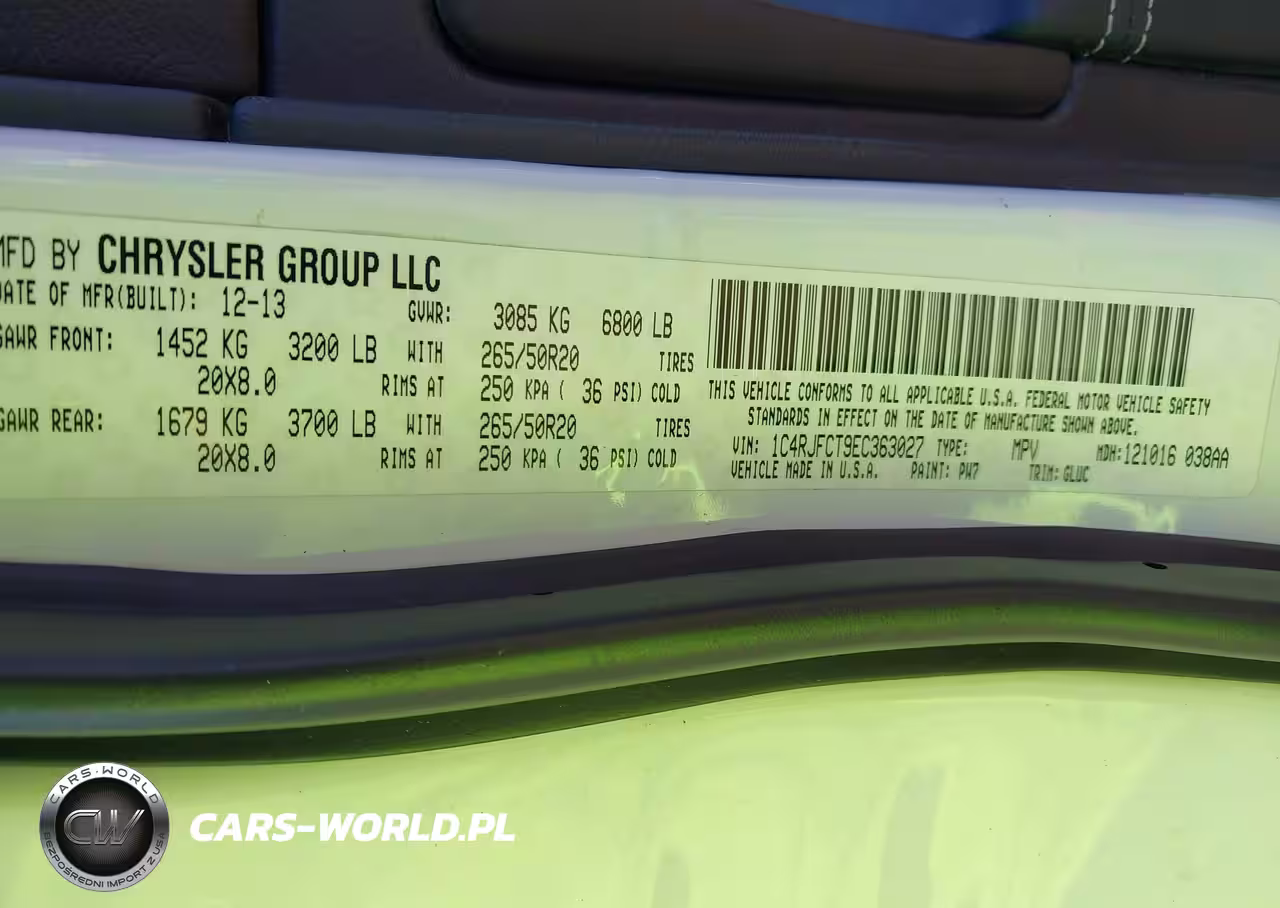 MFD BY CHRYSLER GROUP LLC
DATE OF MFR(BUILT): 12-13 GVWR: 3085 KG 6800 LB
GAWR FRONT: 1452 KG 3200 LB WITH 265/50R20 TIRES
20X8.0 RIMS AT 250 KPA ( 36 PSI) COLD
GAWR REAR: 1679 KG 3700 LB WITH 265/50R20 TIRES
20X8.0 RIMS AT 250 KPA ( 36 PSI) COLD
THIS VEHICLE CONFORMS TO ALL APPLICABLE U.S.A. FEDERAL MOTOR VEHICLE SAFETY
STANDARDS IN EFFECT ON THE DATE OF MANUFACTURE SHOWN ABOVE.
VIN: 1C4RJFCT9EC363027 TYPE: MPV MDH:121016 038AA
VEHICLE MADE IN U.S.A. PAINT: PW7 TRIM: GLUC
CARS-WORLD
CW
BEZPOŚREDNI IMPORT Z USA
CARS-WORLD.PL